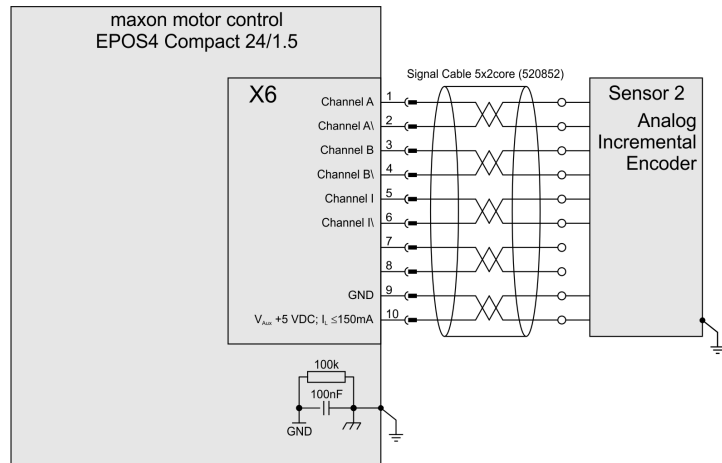 maxon motor control
EPOS4 Compact 24/1.5
Signal Cable 5x2core (520852)
X6
Sensor 2
Analog
Incremental
Encoder
Channel A 1
Channel A\ 2
Channel B 3
Channel B\ 4
Channel I 5
Channel I\ 6
7
8
GND 9
VAux +5 VDC; IL ≤150mA 10
100k
100nF
GND